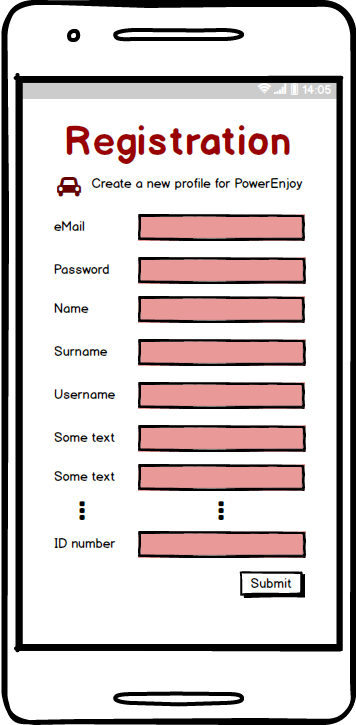 14:05
Registration
Create a new profile for PowerEnjoy
eMail
Password
Name
Surname
Username
Some text
Some text
ID number
Submit